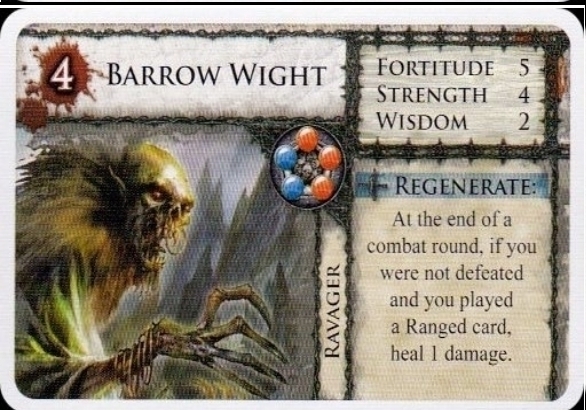 4 BARROW WIGHT
FORTITUDE 5
STRENGTH 4
WISDOM 2
REGENERATE:
At the end of a
combat round, if you
were not defeated
and you played
a Ranged card,
heal 1 damage.
RAVAGER